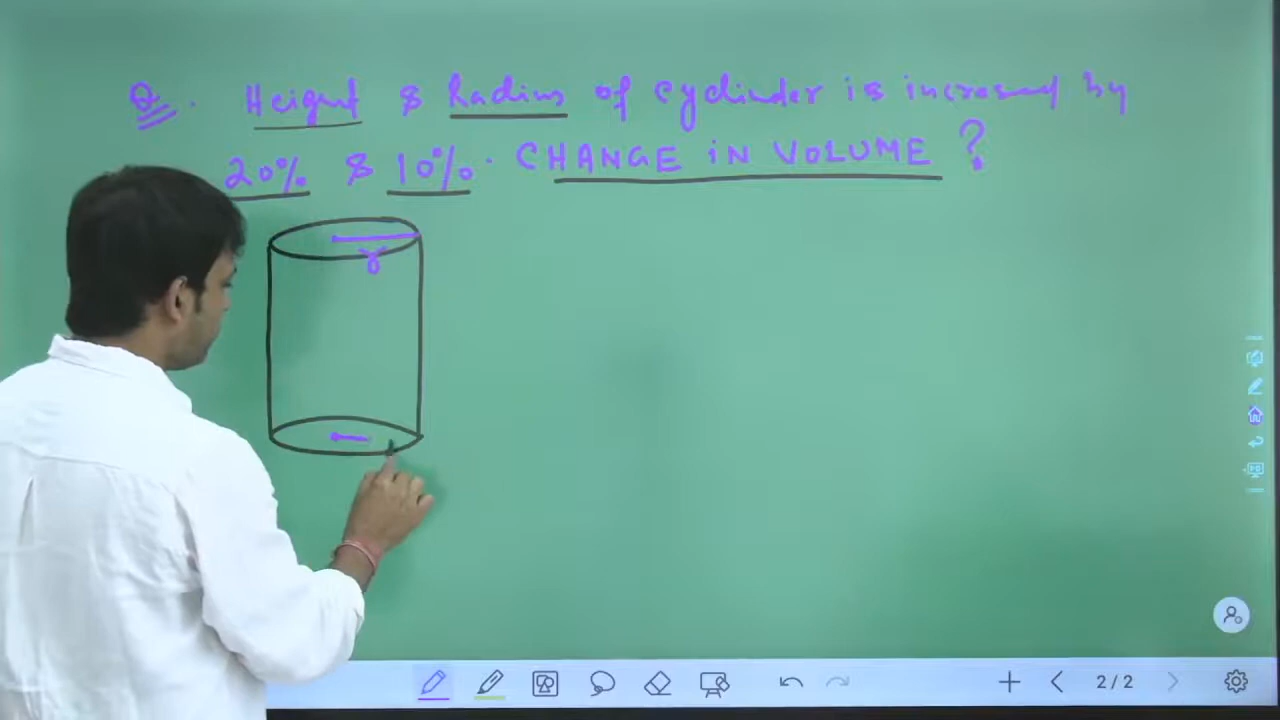 Q. Height & Radius of cylinder is increased by
20% & 10%. CHANGE iN VOLUME ?
r
2/2